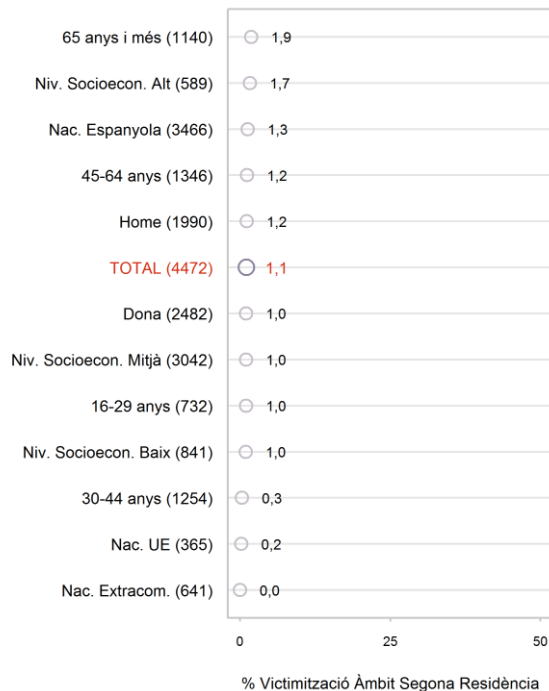 65 anys i més (1140) 1,9
Niv. Socioecon. Alt (589) 1,7
Nac. Espanyola (3466) 1,3
45-64 anys (1346) 1,2
Home (1990) 1,2
TOTAL (4472) 1,1
Dona (2482) 1,0
Niv. Socioecon. Mitjà (3042) 1,0
16-29 anys (732) 1,0
Niv. Socioecon. Baix (841) 1,0
30-44 anys (1254) 0,3
Nac. UE (365) 0,2
Nac. Extracom. (641) 0,0
0 25 50
% Victimització Àmbit Segona Residència